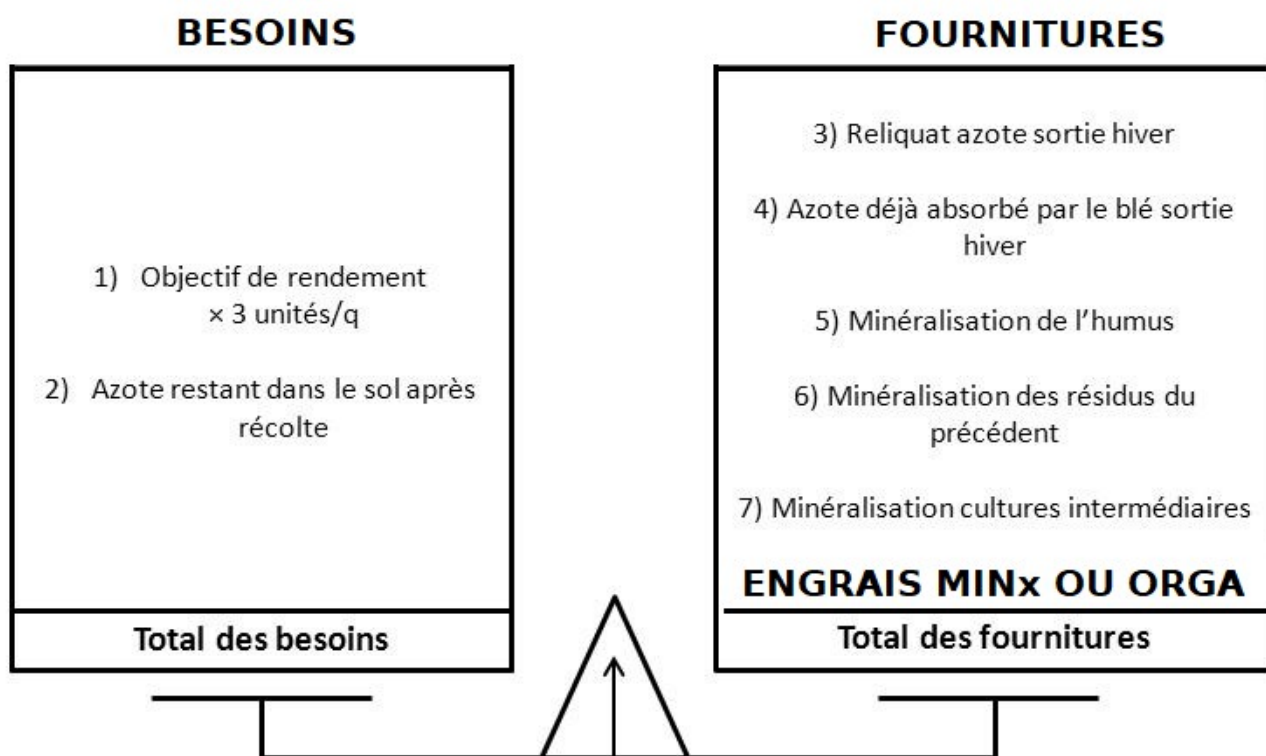 BESOINS
1) Objectif de rendement
× 3 unités/q
2) Azote restant dans le sol après
récolte
Total des besoins
FOURNITURES
3) Reliquat azote sortie hiver
4) Azote déjà absorbé par le blé sortie
hiver
5) Minéralisation de l’humus
6) Minéralisation des résidus du
précédent
7) Minéralisation cultures intermédiaires
ENGRAIS MINx OU ORGA
Total des fournitures